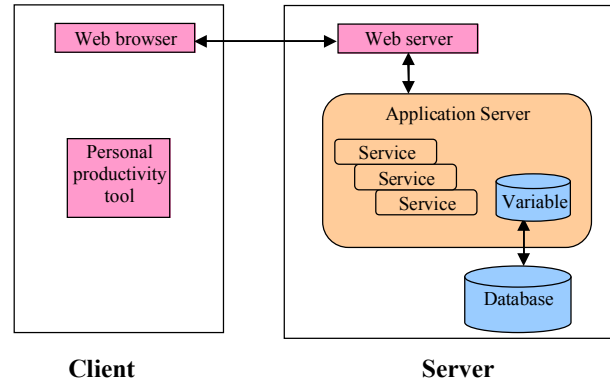 Web browser
Personal
productivity
tool
Client
Web server
Application Server
Service
Service
Service
Variable
Database
Server